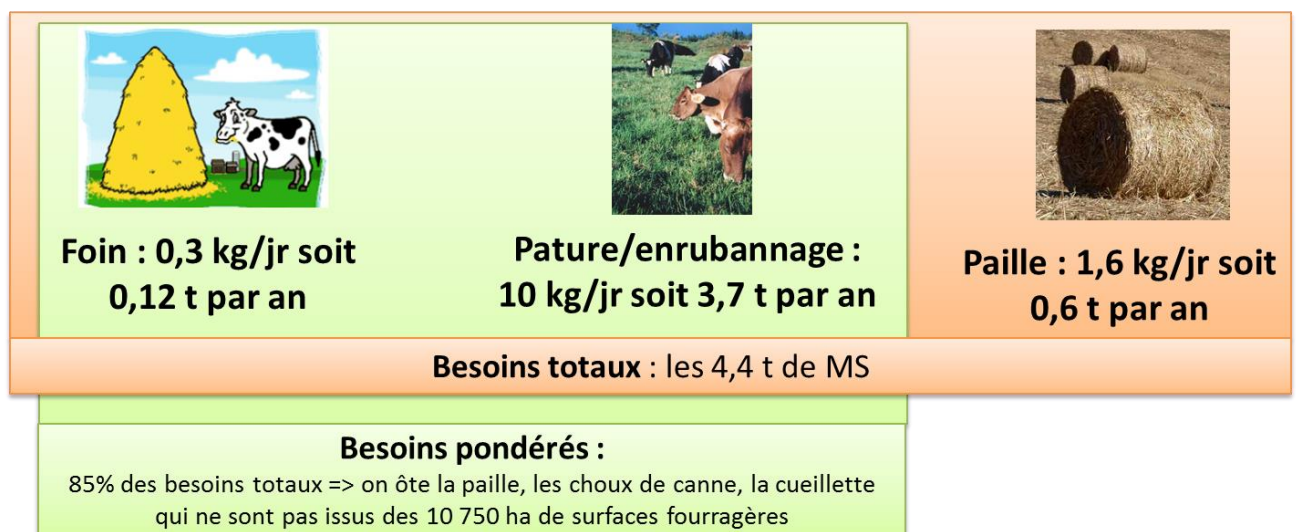 Foin : 0,3 kg/jr soit
0,12 t par an
Pature/enrubannage :
10 kg/jr soit 3,7 t par an
Paille : 1,6 kg/jr soit
0,6 t par an
Besoins totaux : les 4,4 t de MS
Besoins pondérés :
85% des besoins totaux => on ôte la paille, les choux de canne, la cueillette
qui ne sont pas issus des 10 750 ha de surfaces fourragères